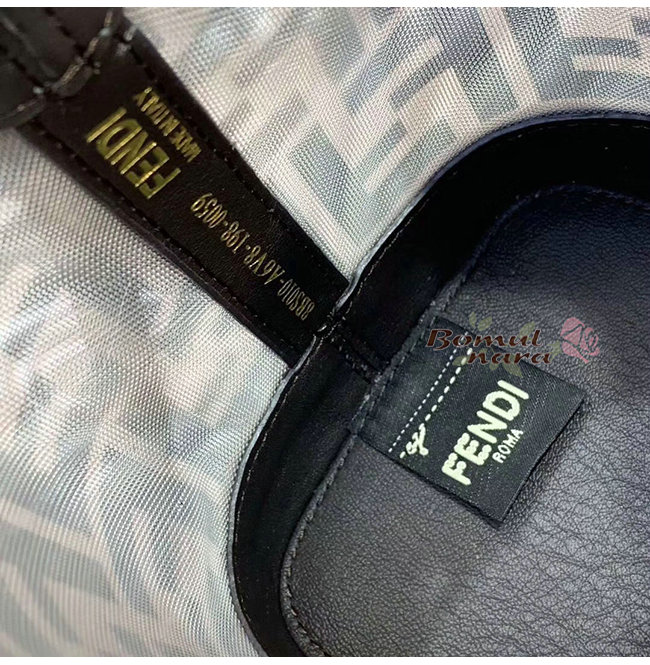 FENDI
MADE IN ITALY
8BS010-A6V8-198-0059
Bomul
nara
FENDI
ROMA